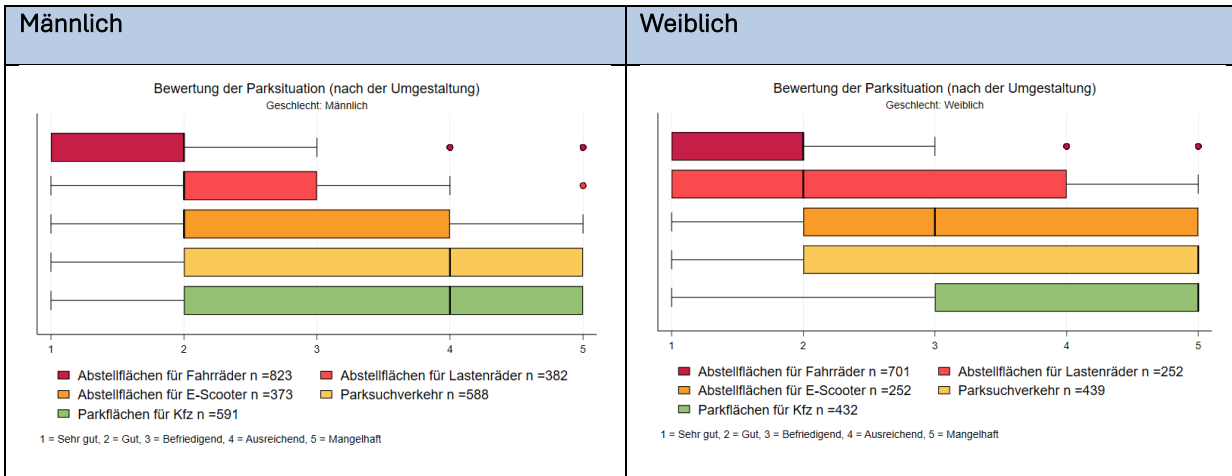 Männlich
Weiblich
Bewertung der Parksituation (nach der Umgestaltung)
Geschlecht: Männlich
1 2 3 4 5
Abstellflächen für Fahrräder n =823 Abstellflächen für Lastenräder n =382
Abstellflächen für E-Scooter n =373 Parksuchverkehr n =588
Parkflächen für Kfz n =591
1 = Sehr gut, 2 = Gut, 3 = Befriedigend, 4 = Ausreichend, 5 = Mangelhaft
Bewertung der Parksituation (nach der Umgestaltung)
Geschlecht: Weiblich
1 2 3 4 5
Abstellflächen für Fahrräder n =701 Abstellflächen für Lastenräder n =252
Abstellflächen für E-Scooter n =252 Parksuchverkehr n =439
Parkflächen für Kfz n =432
1 = Sehr gut, 2 = Gut, 3 = Befriedigend, 4 = Ausreichend, 5 = Mangelhaft